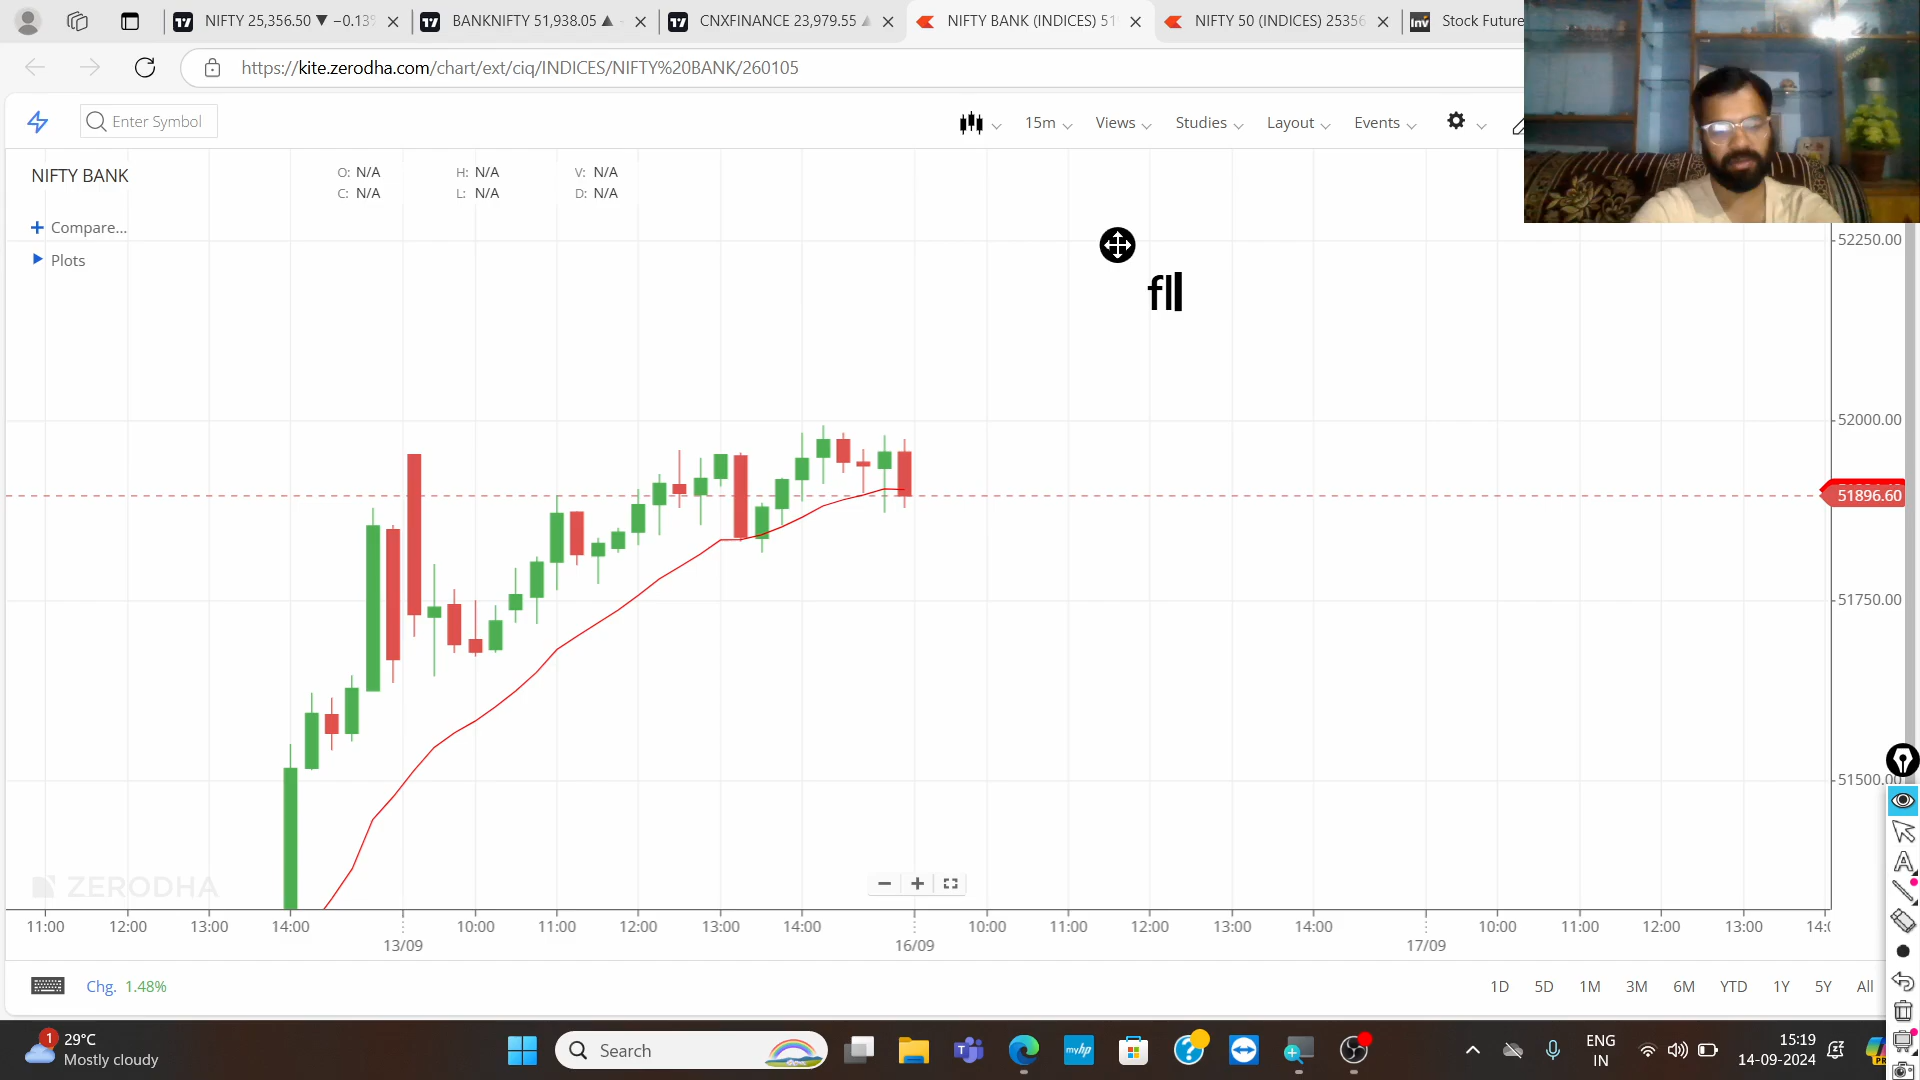 NIFTY 25,356.50 ▼ −0.13%
BANKNIFTY 51,938.05 ▲
CNXFINANCE 23,979.55 ▲
NIFTY BANK (INDICES) 51
NIFTY 50 (INDICES) 25356
Inv Stock Future
https://kite.zerodha.com/chart/ext/ciq/INDICES/NIFTY%20BANK/260105
Enter Symbol
15m
Views
Studies
Layout
Events
NIFTY BANK
O: N/A H: N/A V: N/A
C: N/A L: N/A D: N/A
+ Compare...
Plots
fll
52250.00
52000.00
51896.60
51750.00
51500.00
ZERODHA
11:00 12:00 13:00 14:00 10:00 11:00 12:00 13:00 14:00 10:00 11:00 12:00 13:00 14:00 10:00 11:00 12:00 13:00
13/09 16/09 17/09
Chg. 1.48%
1D 5D 1M 3M 6M YTD 1Y 5Y All
1 29°C
Mostly cloudy
Search
myhp
ENG
IN
15:19
14-09-2024